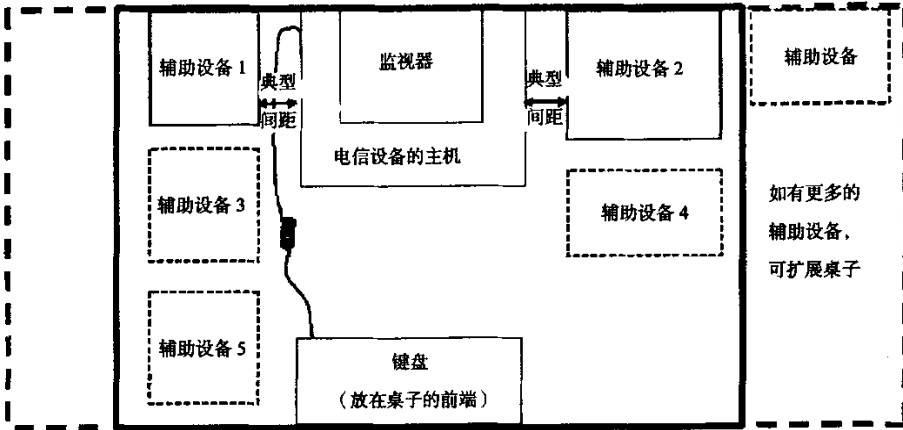 辅助设备 1
典型
间距
监视器
电信设备的主机
典型
间距
辅助设备 2
辅助设备
辅助设备 3
辅助设备 4
如有更多的
辅助设备，
可扩展桌子
辅助设备 5
键盘
（放在桌子的前端）